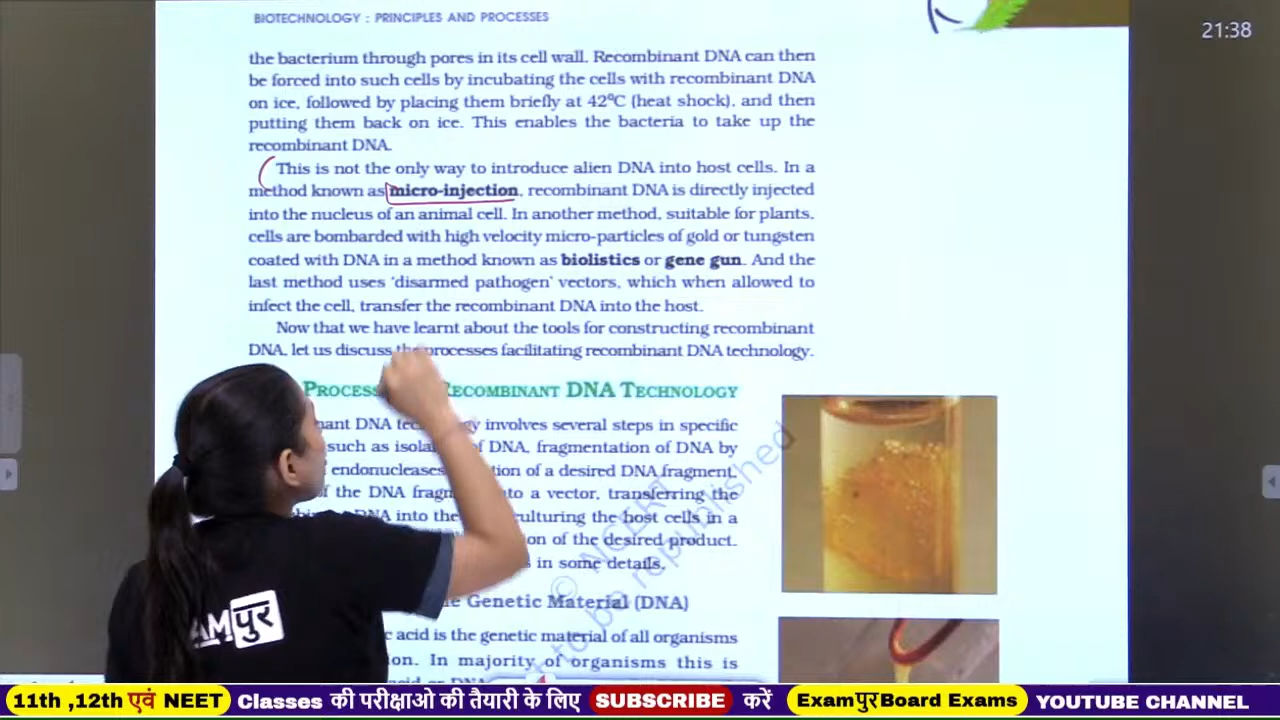 BIOTECHNOLOGY : PRINCIPLES AND PROCESSES
21:38
the bacterium through pores in its cell wall. Recombinant DNA can then
be forced into such cells by incubating the cells with recombinant DNA
on ice, followed by placing them briefly at 42⁰C (heat shock), and then
putting them back on ice. This enables the bacteria to take up the
recombinant DNA.
This is not the only way to introduce alien DNA into host cells. In a
method known as micro-injection, recombinant DNA is directly injected
into the nucleus of an animal cell. In another method, suitable for plants,
cells are bombarded with high velocity micro-particles of gold or tungsten
coated with DNA in a method known as biolistics or gene gun. And the
last method uses 'disarmed pathogen' vectors, which when allowed to
infect the cell, transfer the recombinant DNA into the host.
Now that we have learnt about the tools for constructing recombinant
DNA, let us discuss the processes facilitating recombinant DNA technology.
PROCESS RECOMBINANT DNA TECHNOLOGY
DNA involves several steps in specific
such as of DNA, fragmentation of DNA by
endonucleases, of a desired DNA fragment,
of the DNA into a vector, transferring the
DNA into the culturing the host cells in a
of the desired product.
in some details.
Genetic Material (DNA)
acid is the genetic material of all organisms
In majority of organisms this is
© NCERT
to be republished
पुर
11th ,12th एवं NEET Classes की परीक्षाओ की तैयारी के लिए SUBSCRIBE करें Examपुर Board Exams YOUTUBE CHANNEL